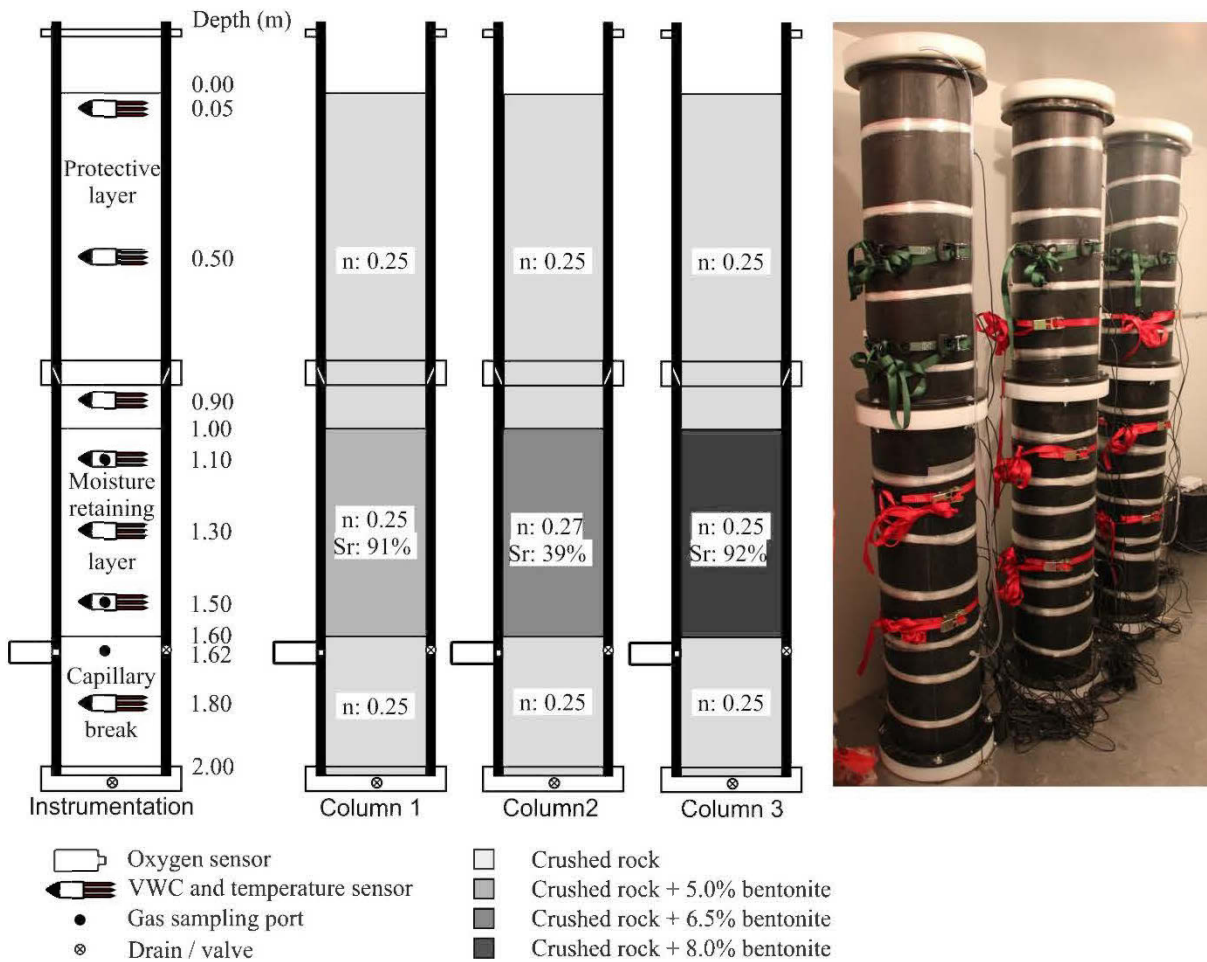 Depth (m)
0.00
0.05
Protective
layer
0.50
n: 0.25
n: 0.25
n: 0.25
0.90
1.00
1.10
Moisture
retaining
1.30
layer
n: 0.25
Sr: 91%
n: 0.27
Sr: 39%
n: 0.25
Sr: 92%
1.50
1.60
1.62
Capillary
1.80
break
n: 0.25
n: 0.25
n: 0.25
2.00
Instrumentation
Column 1
Column2
Column 3
Oxygen sensor
VWC and temperature sensor
Gas sampling port
Drain / valve
Crushed rock
Crushed rock + 5.0% bentonite
Crushed rock + 6.5% bentonite
Crushed rock + 8.0% bentonite